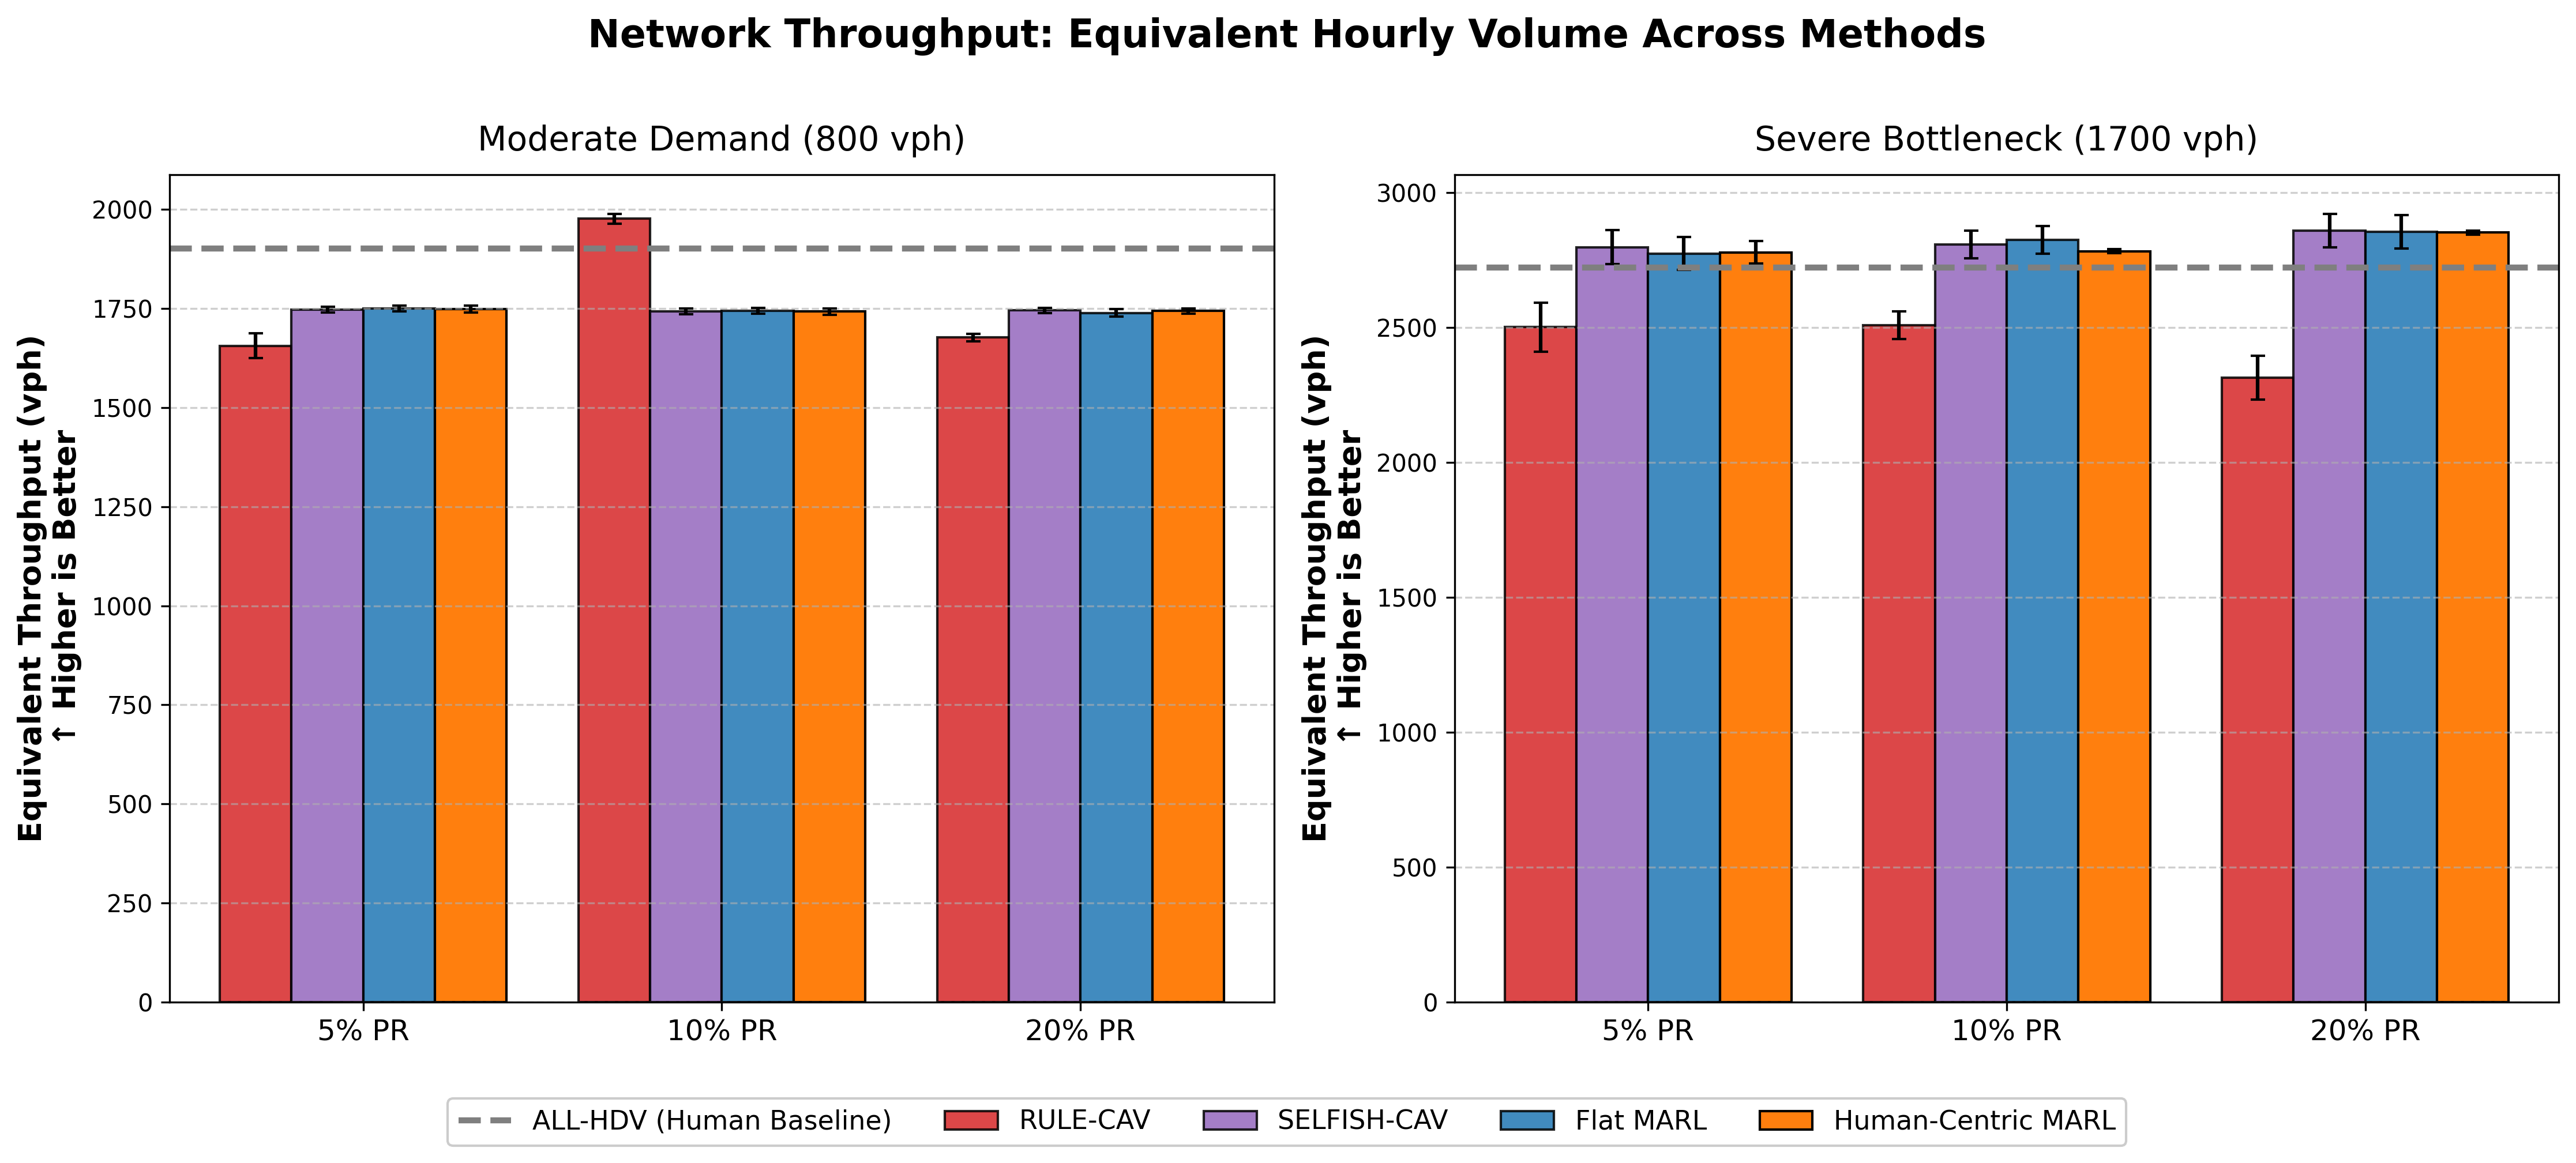 Network Throughput: Equivalent Hourly Volume Across Methods
Moderate Demand (800 vph)
Equivalent Throughput (vph)
↑ Higher is Better
2000
1750
1500
1250
1000
750
500
250
0
5% PR
10% PR
20% PR
Severe Bottleneck (1700 vph)
Equivalent Throughput (vph)
↑ Higher is Better
3000
2500
2000
1500
1000
500
0
5% PR
10% PR
20% PR
ALL-HDV (Human Baseline)
RULE-CAV
SELFISH-CAV
Flat MARL
Human-Centric MARL